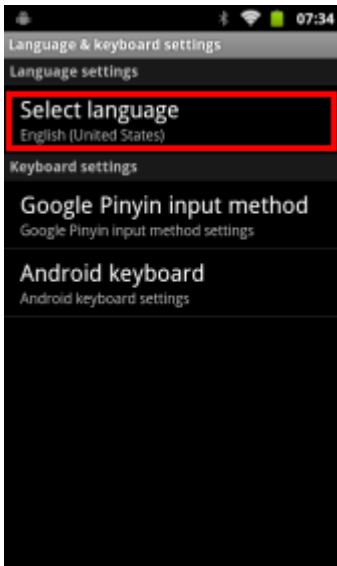 07:34
Language & keyboard settings
Language settings
Select language
English (United States)
Keyboard settings
Google Pinyin input method
Google Pinyin input method settings
Android keyboard
Android keyboard settings